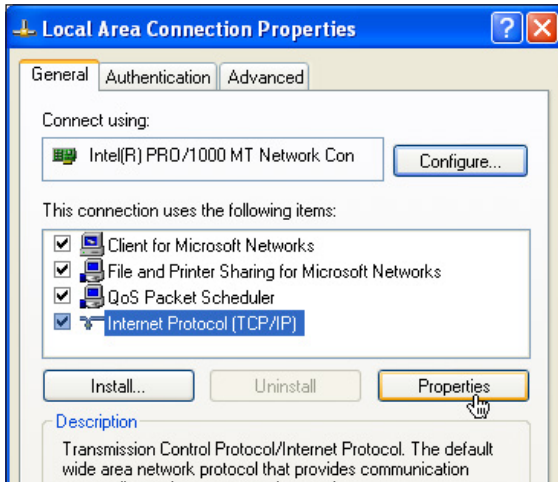 Local Area Connection Properties
General Authentication Advanced
Connect using:
Intel(R) PRO/1000 MT Network Con Configure...
This connection uses the following items:
Client for Microsoft Networks
File and Printer Sharing for Microsoft Networks
QoS Packet Scheduler
Internet Protocol (TCP/IP)
Install... Uninstall Properties
Description
Transmission Control Protocol/Internet Protocol. The default
wide area network protocol that provides communication